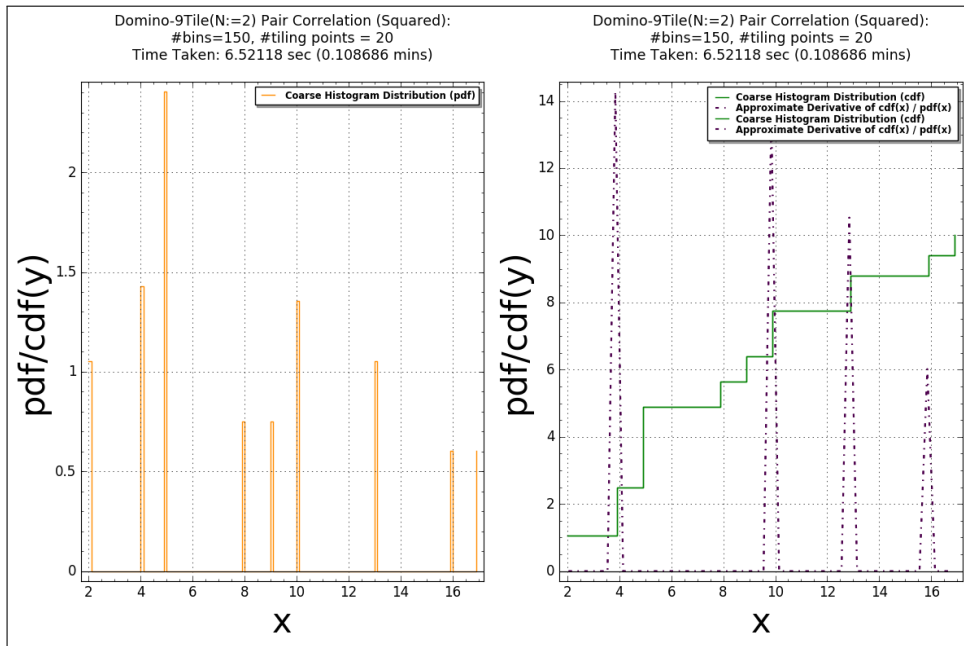 Domino-9Tile(N:=2) Pair Correlation (Squared):
#bins=150, #tiling points = 20
Time Taken: 6.52118 sec (0.108686 mins)
Coarse Histogram Distribution (pdf)
pdf/cdf(y)
2
1.5
1
0.5
0
2 4 6 8 10 12 14 16
x
Domino-9Tile(N:=2) Pair Correlation (Squared):
#bins=150, #tiling points = 20
Time Taken: 6.52118 sec (0.108686 mins)
Coarse Histogram Distribution (cdf)
Approximate Derivative of cdf(x) / pdf(x)
Coarse Histogram Distribution (cdf)
Approximate Derivative of cdf(x) / pdf(x)
pdf/cdf(y)
14
12
10
8
6
4
2
0
2 4 6 8 10 12 14 16
x